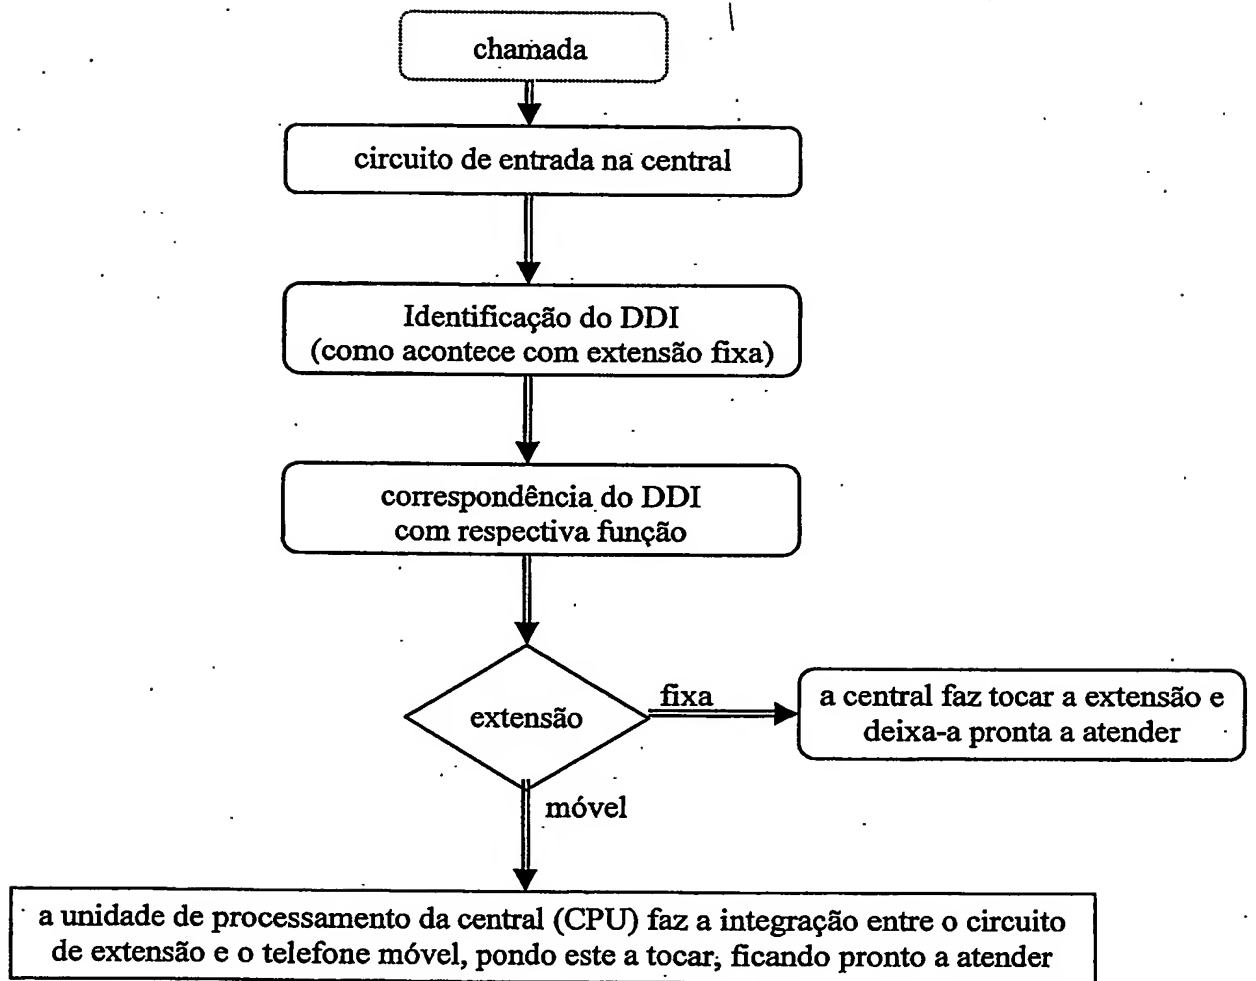 chamada
circuito de entrada na central
Identificação do DDI
(como acontece com extensão fixa)
correspondência do DDI
com respectiva função
extensão
fixa
a central faz tocar a extensão e
deixa-a pronta a atender
móvel
a unidade de processamento da central (CPU) faz a integração entre o circuito
de extensão e o telefone móvel, pondo este a tocar, ficando pronto a atender